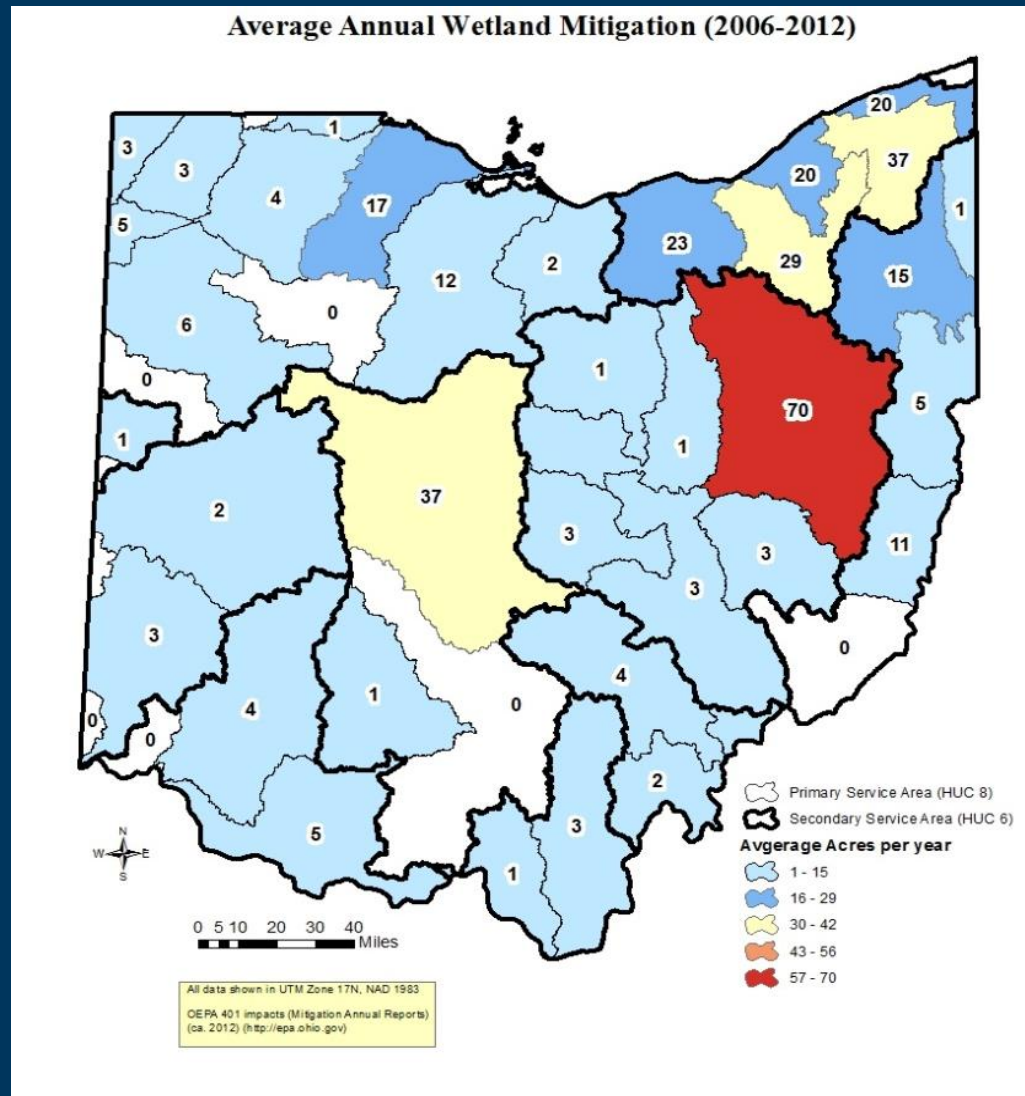 Average Annual Wetland Mitigation (2006-2012)
20
1
3
3
37
20
4
17
1
5
23
2
29
15
12
0
6
1
0
5
70
1
1
37
2
3
3
11
3
3
0
4
1
4
0
0
0
2
Primary Service Area (HUC 8)
Secondary Service Area (HUC 6)
3
5
Avgerage Acres per year
N
W E
S
1
1 - 15
16 - 29
30 - 42
43 - 56
57 - 70
0 5 10 20 30 40
Miles
All data shown in UTM Zone 17N, NAD 1983
OEPA 401 impacts (Mitigation Annual Reports)
(ca. 2012) (http://epa.ohio.gov)